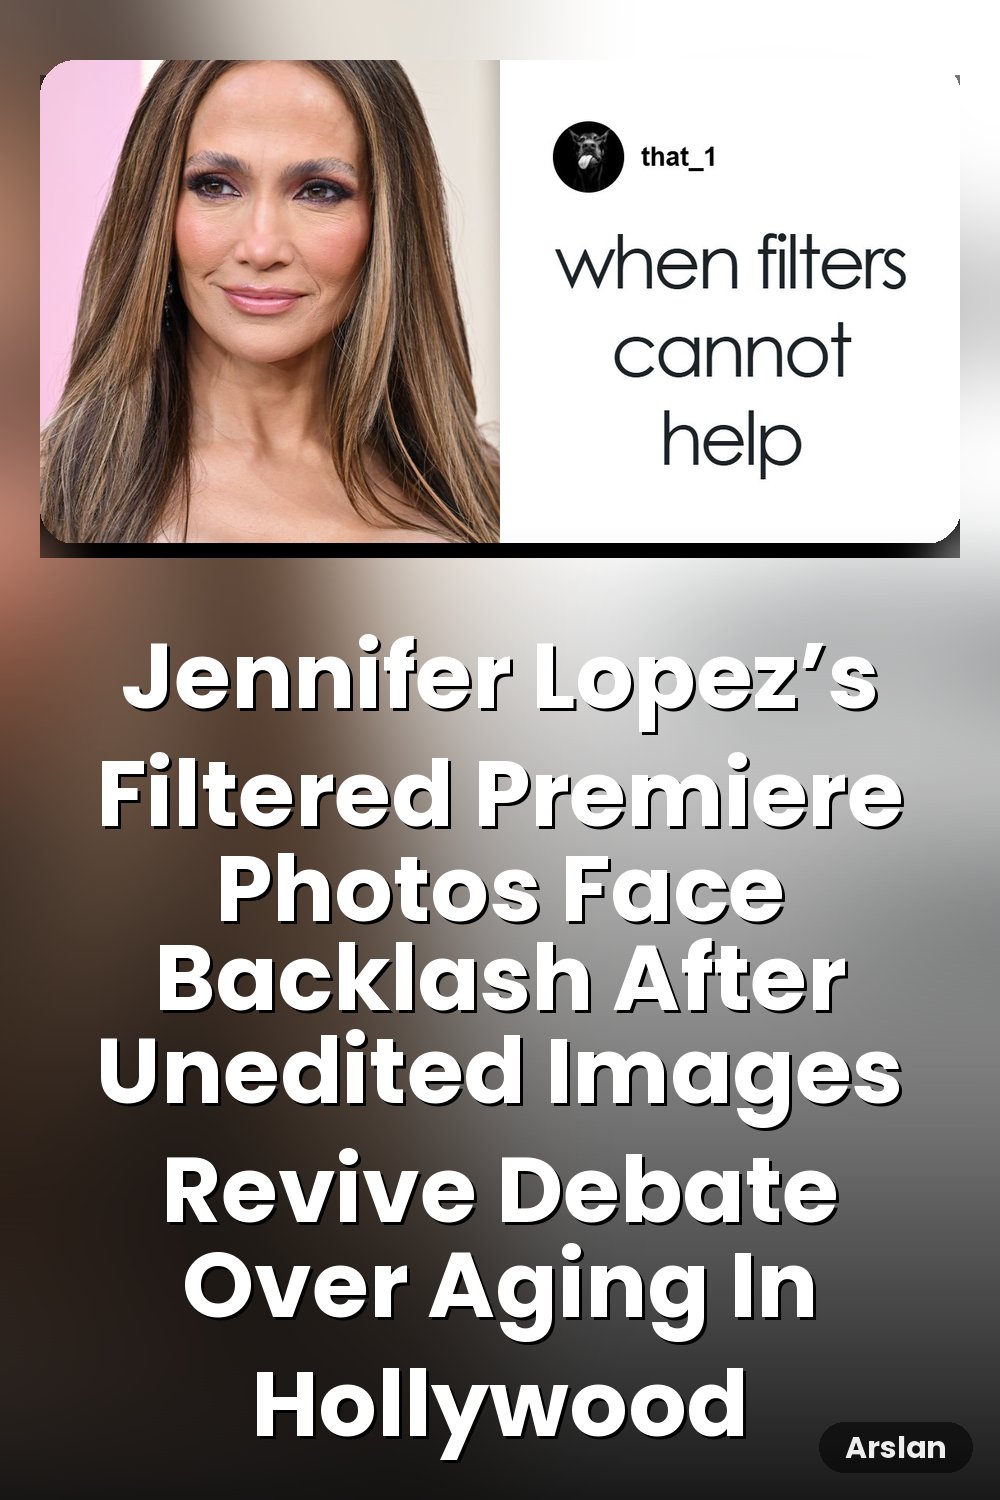 that_1
when filters
cannot
help
Jennifer Lopez’s
Filtered Premiere
Photos Face
Backlash After
Unedited Images
Revive Debate
Over Aging In
Hollywood
Arslan